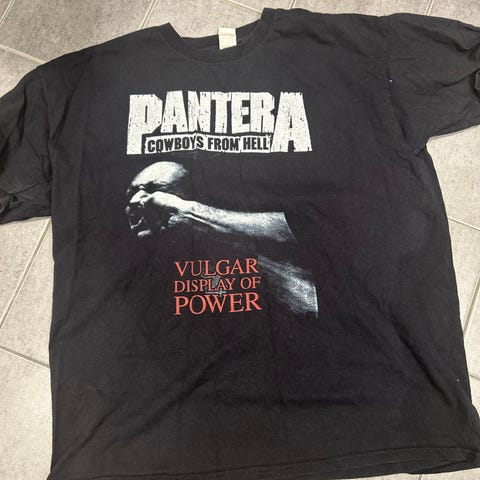 PANTERA
COWBOYS FROM HELL
VULGAR
DISPLAY OF
POWER